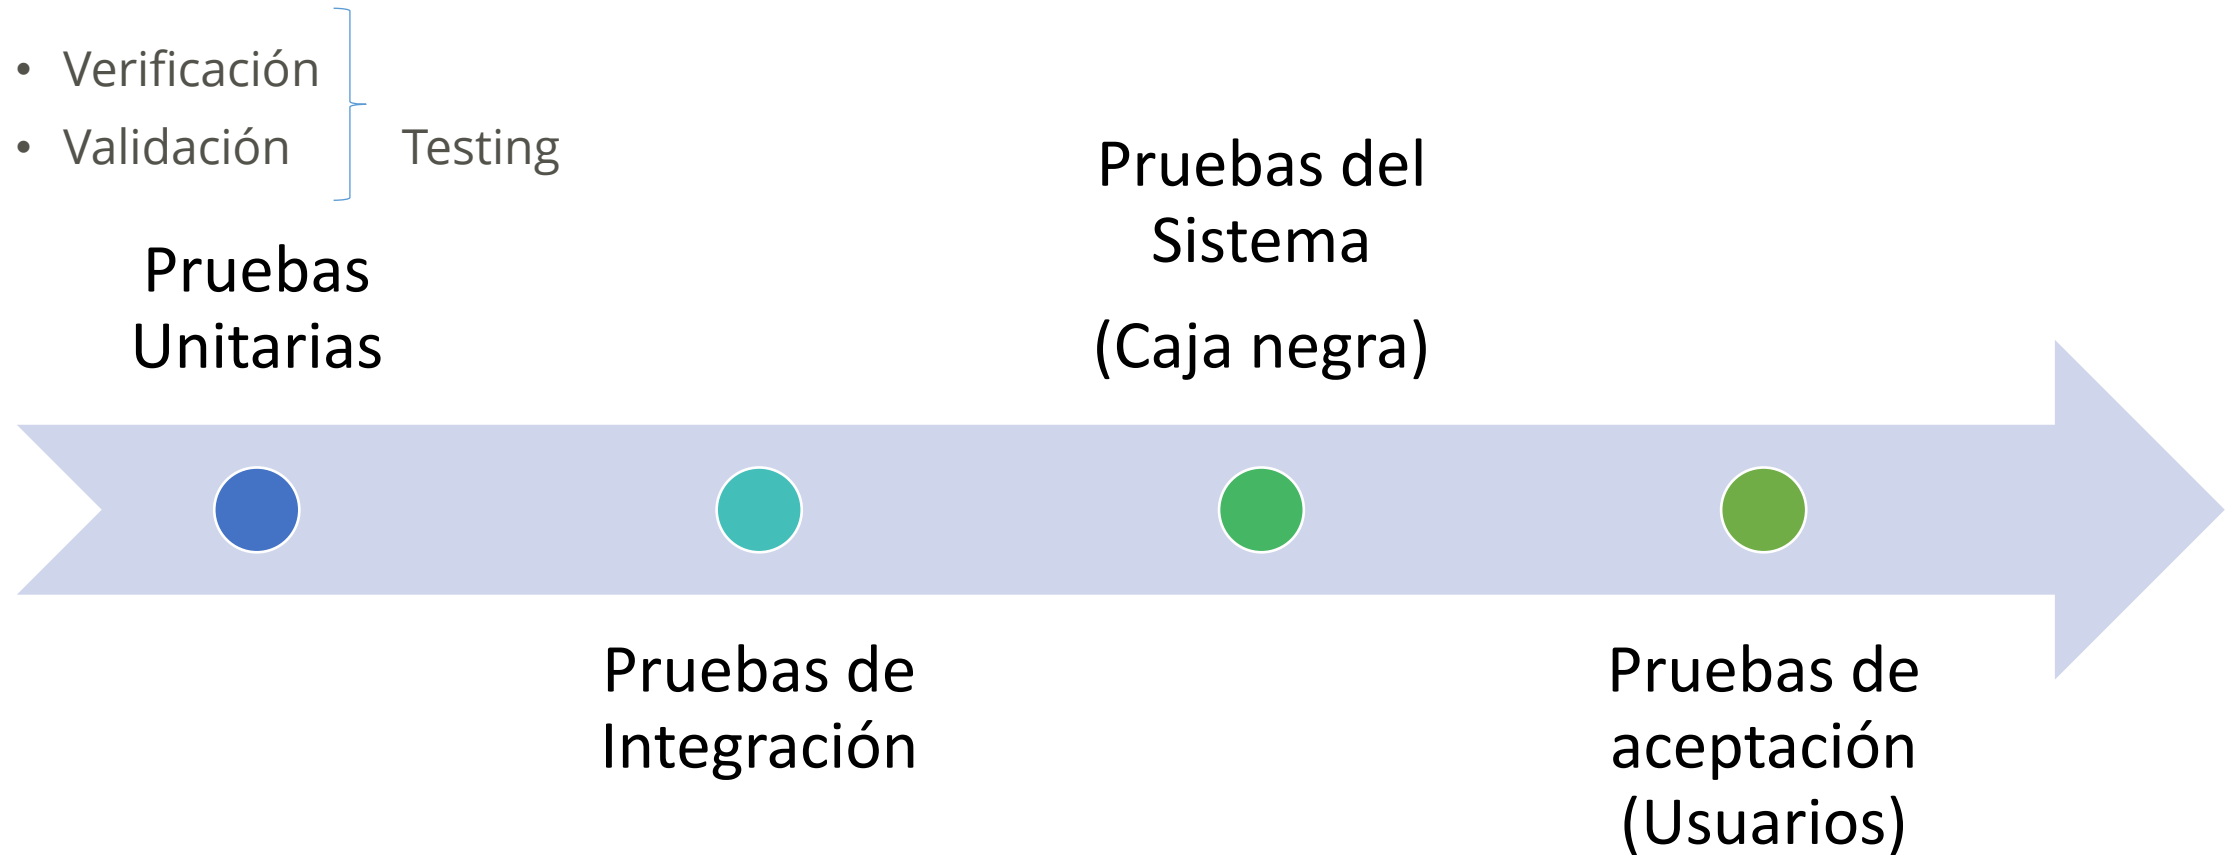 • Verificación
• Validación
Testing
Pruebas
Unitarias
Pruebas de
Integración
Pruebas del
Sistema
(Caja negra)
Pruebas de
aceptación
(Usuarios)